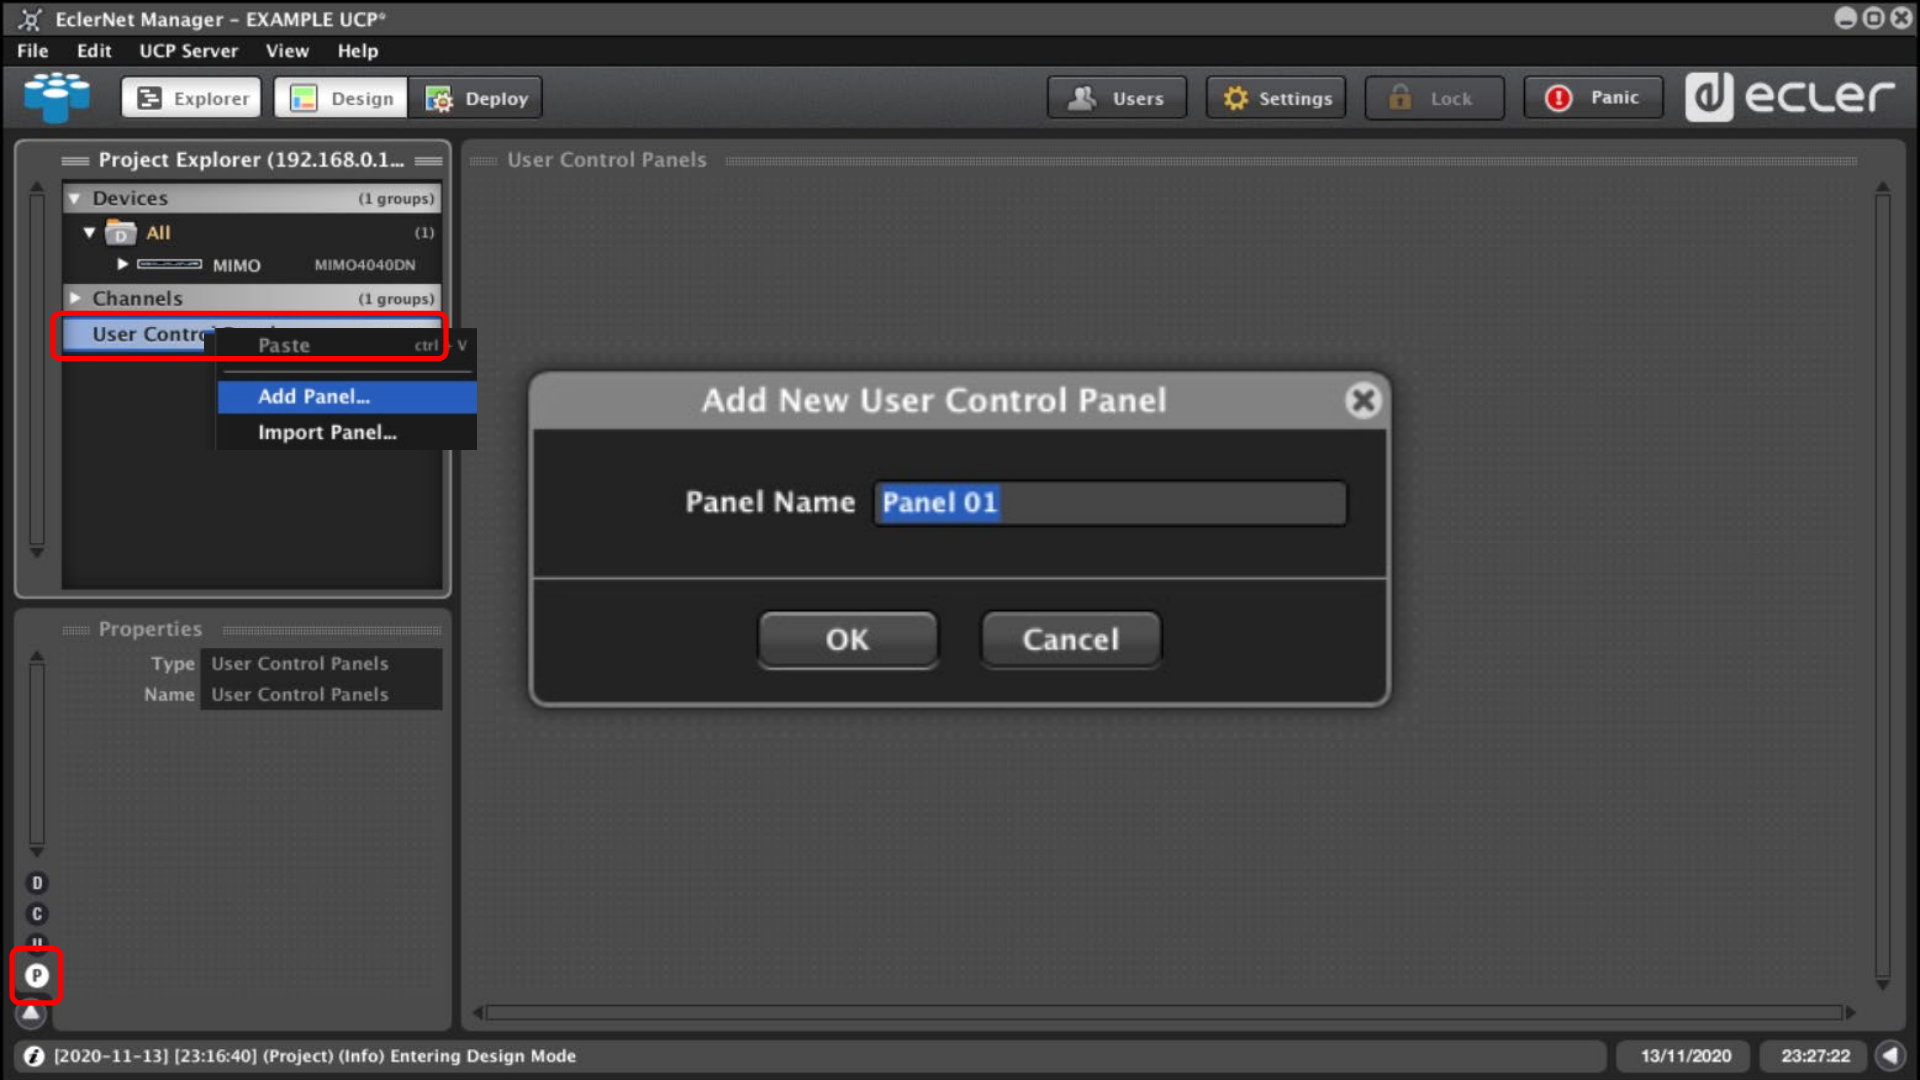 EclerNet Manager - EXAMPLE UCP*
File Edit UCP Server View Help
Explorer Design Deploy Users Settings Lock Panic ecler
Project Explorer (192.168.0.1...
Devices (1 groups)
D All (1)
MIMO MIMO4040DN
Channels (1 groups)
User Contro
Paste ctrl V
Add Panel...
Import Panel...
User Control Panels
Add New User Control Panel
Panel Name Panel 01
OK Cancel
Properties
Type User Control Panels
Name User Control Panels
D
C
U
P
[2020-11-13] [23:16:40] (Project) (Info) Entering Design Mode
13/11/2020 23:27:22